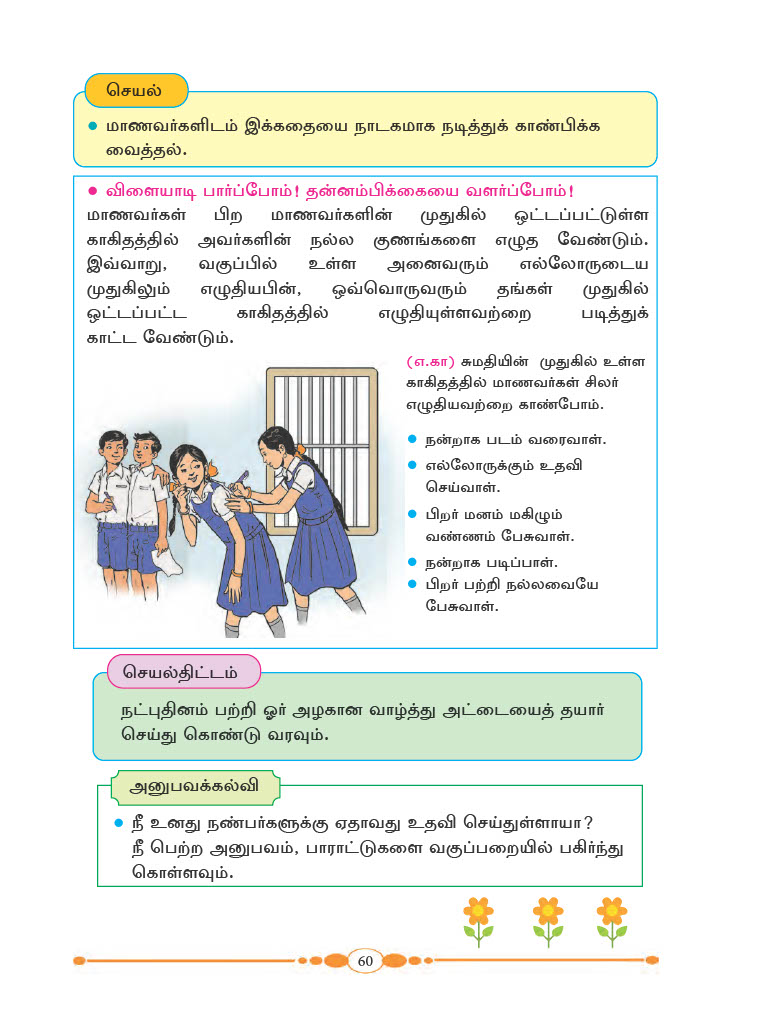 செயல்
● மாணவர்களிடம் இக்கதையை நாடகமாக நடித்துக் காண்பிக்க
வைத்தல்.
● விளையாடி பார்ப்போம்! தன்னம்பிக்கையை வளர்ப்போம்!
மாணவர்கள் பிற மாணவர்களின் முதுகில் ஒட்டப்பட்டுள்ள
காகிதத்தில் அவர்களின் நல்ல குணங்களை எழுத வேண்டும்.
இவ்வாறு, வகுப்பில் உள்ள அனைவரும் எல்லோருடைய
முதுகிலும் எழுதியபின், ஒவ்வொருவரும் தங்கள் முதுகில்
ஒட்டப்பட்ட காகிதத்தில் எழுதியுள்ளவற்றை படித்துக்
காட்ட வேண்டும்.
(எ.கா) சுமதியின் முதுகில் உள்ள
காகிதத்தில் மாணவர்கள் சிலர்
எழுதியவற்றை காண்போம்.
● நன்றாக படம் வரைவாள்.
● எல்லோருக்கும் உதவி
செய்வாள்.
● பிறர் மனம் மகிழும்
வண்ணம் பேசுவாள்.
● நன்றாக படிப்பாள்.
● பிறர் பற்றி நல்லவையே
பேசுவாள்.
செயல்திட்டம்
நட்புதினம் பற்றி ஓர் அழகான வாழ்த்து அட்டையைத் தயார்
செய்து கொண்டு வரவும்.
அனுபவக்கல்வி
● நீ உனது நண்பர்களுக்கு ஏதாவது உதவி செய்துள்ளாயா?
நீ பெற்ற அனுபவம், பாராட்டுகளை வகுப்பறையில் பகிர்ந்து
கொள்ளவும்.
60